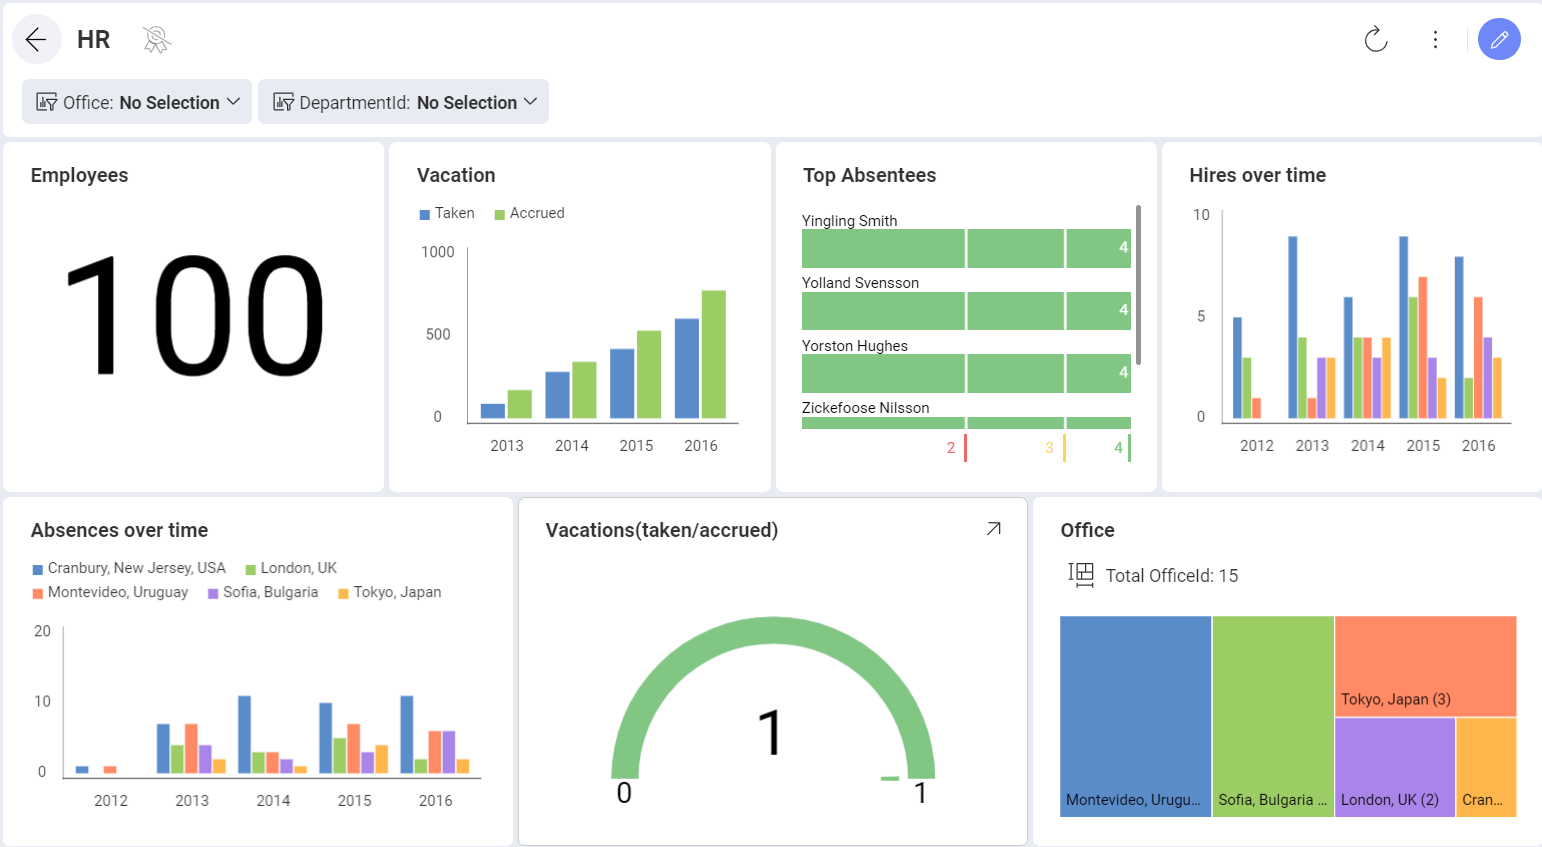 HR
Office: No Selection
DepartmentId: No Selection
Employees
100
Vacation
Taken
Accrued
1000
500
0
2013
2014
2015
2016
Top Absentees
Yingling Smith
4
Yolland Svensson
4
Yorston Hughes
4
Zickefoose Nilsson
2
3
4
Hires over time
10
5
0
2012
2013
2014
2015
2016
Absences over time
Cranbury, New Jersey, USA
London, UK
Montevideo, Uruguay
Sofia, Bulgaria
Tokyo, Japan
20
10
0
2012
2013
2014
2015
2016
Vacations(taken/accrued)
1
0
1
Office
Total OfficeId: 15
Tokyo, Japan (3)
Montevideo, Urugu...
Sofia, Bulgaria ...
London, UK (2)
Cran...